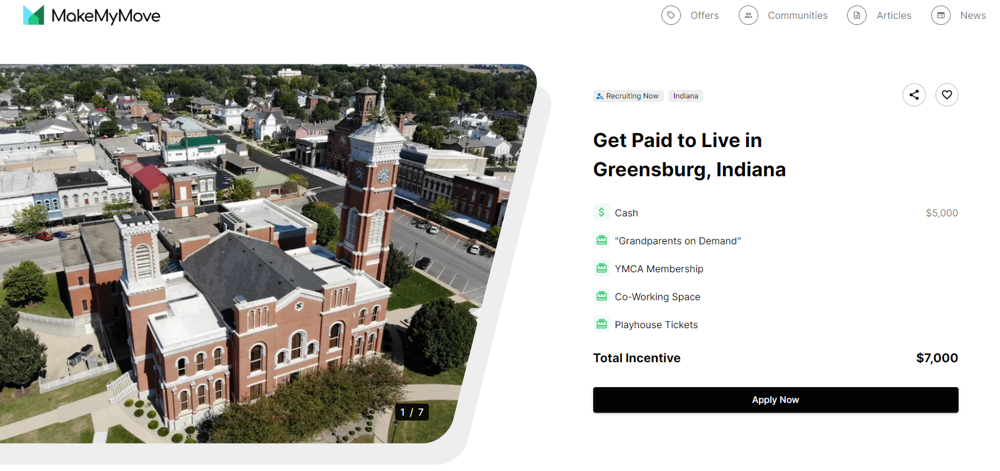 MakeMyMove
Offers
Communities
Articles
News
Recruiting Now
Indiana
Get Paid to Live in
Greensburg, Indiana
Cash $5,000
"Grandparents on Demand"
YMCA Membership
Co-Working Space
Playhouse Tickets
Total Incentive $7,000
Apply Now
1 / 7